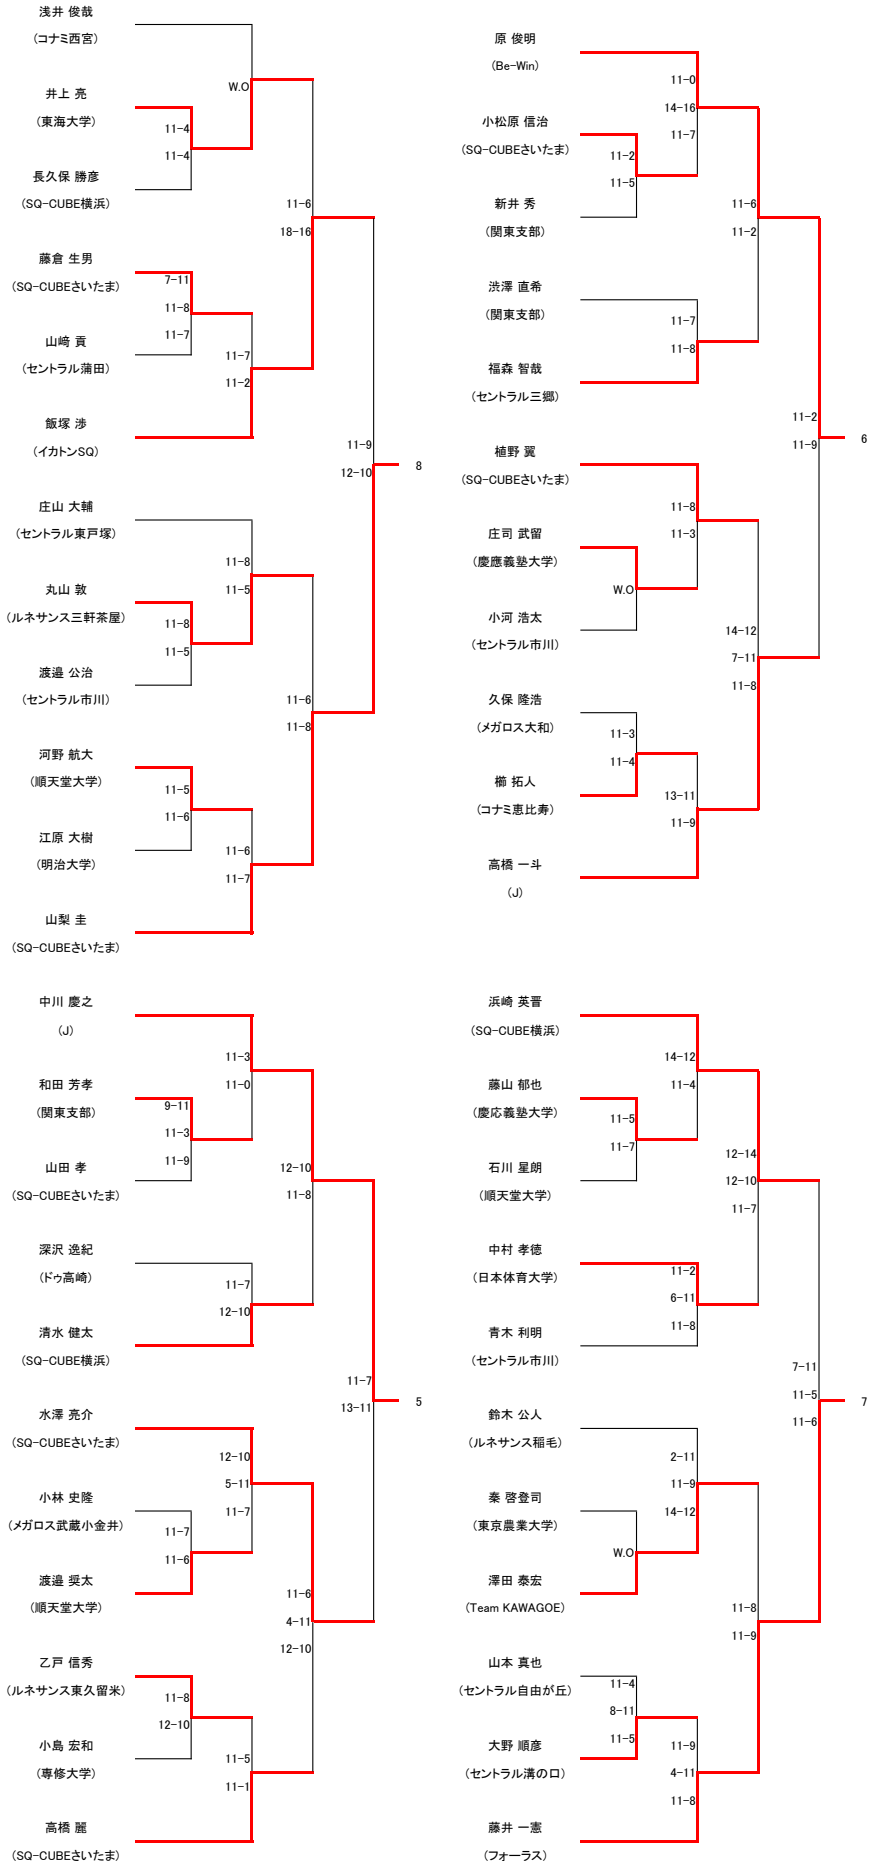 浅井 俊哉
(コナミ西宮)
W.O
井上 亮
(東海大学)
11-4
11-4
長久保 勝彦
(SQ-CUBE横浜)
11-6
18-16
藤倉 生男
(SQ-CUBEさいたま)
7-11
11-8
11-7
山﨑 貢
(セントラル蒲田)
11-7
11-2
飯塚 渉
(イカトンSQ)
11-9
12-10
8
庄山 大輔
(セントラル東戸塚)
11-8
11-5
丸山 敦
(ルネサンス三軒茶屋)
11-8
11-5
渡邉 公治
(セントラル市川)
11-6
11-8
河野 航大
(順天堂大学)
11-5
11-6
江原 大樹
(明治大学)
11-6
11-7
山梨 圭
(SQ-CUBEさいたま)
原 俊明
(Be-Win)
11-0
14-16
11-7
小松原 信治
(SQ-CUBEさいたま)
11-2
11-5
新井 秀
(関東支部)
11-6
11-2
渋澤 直希
(関東支部)
11-7
11-8
福森 智哉
(セントラル三郷)
11-2
11-9
6
植野 翼
(SQ-CUBEさいたま)
11-8
11-3
庄司 武留
(慶應義塾大学)
W.O
小河 浩太
(セントラル市川)
14-12
7-11
11-8
久保 隆浩
(メガロス大和)
11-3
11-4
櫛 拓人
(コナミ恵比寿)
13-11
11-9
高橋 一斗
(J)
中川 慶之
(J)
11-3
11-0
和田 芳孝
(関東支部)
9-11
11-3
11-9
山田 孝
(SQ-CUBEさいたま)
12-10
11-8
深沢 逸紀
(ドゥ高崎)
11-7
12-10
清水 健太
(SQ-CUBE横浜)
11-7
13-11
5
水澤 亮介
(SQ-CUBEさいたま)
12-10
5-11
11-7
小林 史隆
(メガロス武蔵小金井)
11-7
11-6
渡邉 奨太
(順天堂大学)
11-6
4-11
12-10
乙戸 信秀
(ルネサンス東久留米)
11-8
12-10
小島 宏和
(専修大学)
11-5
11-1
高橋 麗
(SQ-CUBEさいたま)
浜崎 英晋
(SQ-CUBE横浜)
14-12
11-4
藤山 郁也
(慶応義塾大学)
11-5
11-7
石川 星朗
(順天堂大学)
12-14
12-10
11-7
中村 孝徳
(日本体育大学)
11-2
6-11
11-8
青木 利明
(セントラル市川)
7-11
11-5
11-6
7
鈴木 公人
(ルネサンス稲毛)
2-11
11-9
14-12
秦 啓登司
(東京農業大学)
W.O
澤田 泰宏
(Team KAWAGOE)
11-8
11-9
山本 真也
(セントラル自由が丘)
11-4
8-11
11-5
大野 順彦
(セントラル溝の口)
11-9
4-11
11-8
藤井 一憲
(フォーラス)